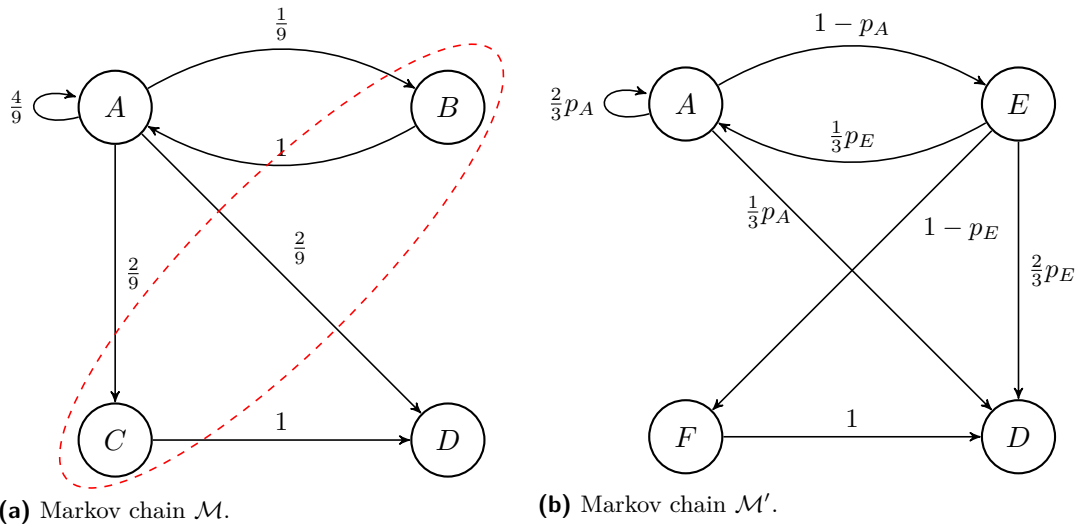 1/9
1 − p_A
4/9
A
B
2/3 p_A
A
E
1
1/3 p_E
1/3 p_A
1 − p_E
2/9
2/9
2/3 p_E
C
1
D
F
1
D
(a) Markov chain M.
(b) Markov chain M′.